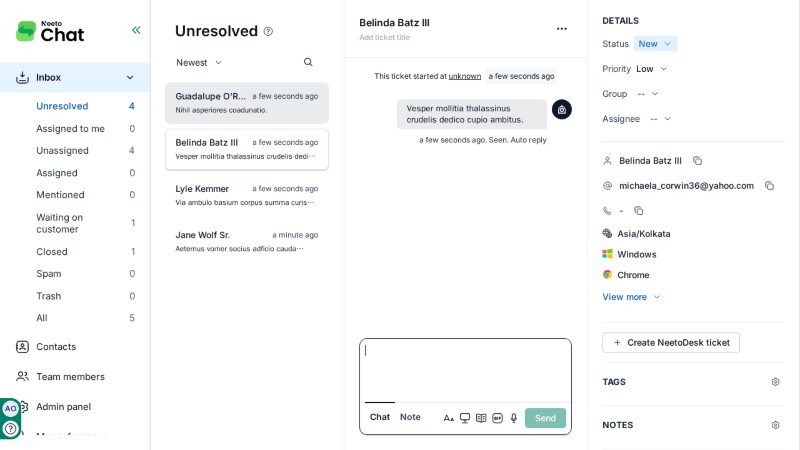 Neeto
Chat
Inbox
Unresolved 4
Assigned to me 0
Unassigned 4
Assigned 0
Mentioned 0
Waiting on
customer 1
Closed 1
Spam 0
Trash 0
All 5
Contacts
Team members
Admin panel
AO
Unresolved
Newest
Guadalupe O'R... a few seconds ago
Nihil asperiores coadunatio.
Belinda Batz III a few seconds ago
Vesper mollitia thalassinus crudelis dedi...
Lyle Kemmer a few seconds ago
Via ambulo basium corpus summa curis...
Jane Wolf Sr. a minute ago
Aeternus vomer socius adficio cauda...
Belinda Batz III
Add ticket title
This ticket started at unknown a few seconds ago
Vesper mollitia thalassinus
crudelis dedico cupio ambitus.
a few seconds ago. Seen. Auto reply
Chat Note
GIF
Send
DETAILS
Status New
Priority Low
Group --
Assignee --
Belinda Batz III
michaela_corwin36@yahoo.com
-
Asia/Kolkata
Windows
Chrome
View more
+ Create NeetoDesk ticket
TAGS
NOTES